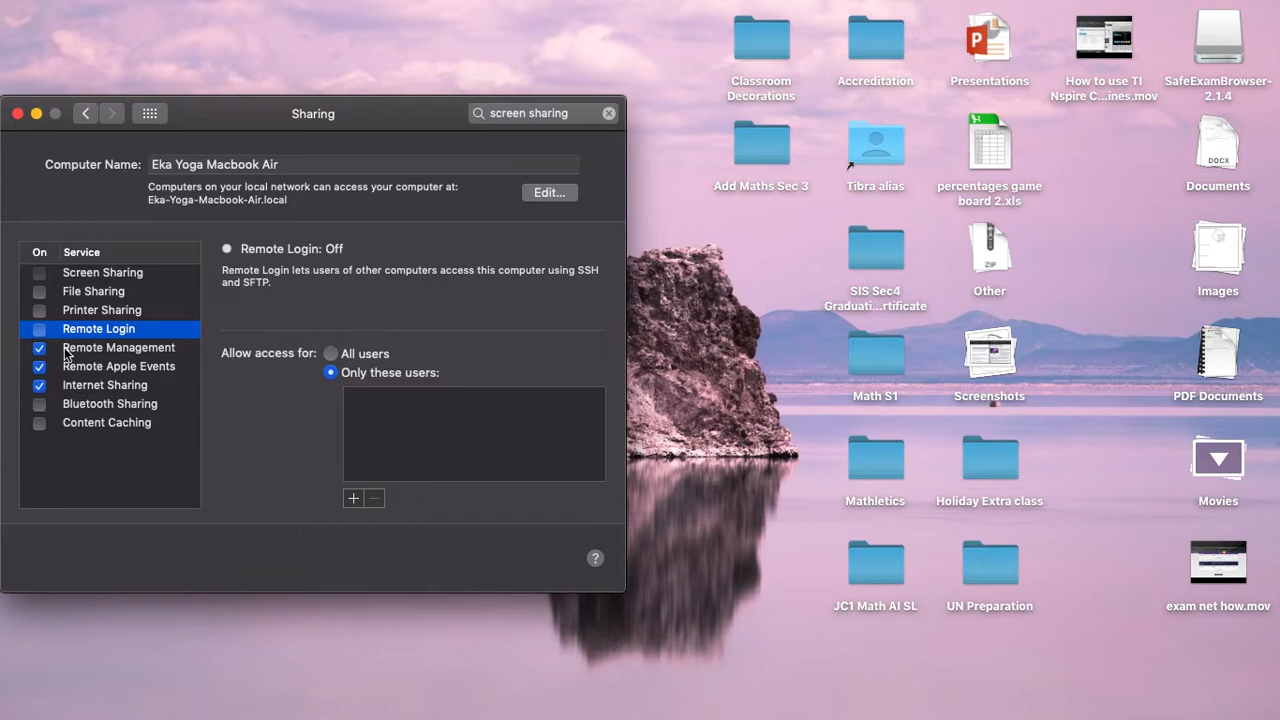 Sharing
screen sharing
Computer Name:
Eka Yoga Macbook Air
Computers on your local network can access your computer at:
Eka-Yoga-Macbook-Air.local
Edit...
On
Service
Screen Sharing
File Sharing
Printer Sharing
Remote Login
Remote Management
Remote Apple Events
Internet Sharing
Bluetooth Sharing
Content Caching
Remote Login: Off
Remote Login lets users of other computers access this computer using SSH
and SFTP.
Allow access for:
All users
Only these users:
+
−
?
Classroom
Decorations
Accreditation
P
Presentations
How to use TI
Nspire C...ines.mov
SafeExamBrowser-
2.1.4
Add Maths Sec 3
Tibra alias
percentages game
board 2.xls
DOCX
Documents
SIS Sec4
Graduati...rtificate
ZIP
Other
Images
Math S1
Screenshots
PDF Documents
Mathletics
Holiday Extra class
Movies
JC1 Math AI SL
UN Preparation
exam net how.mov